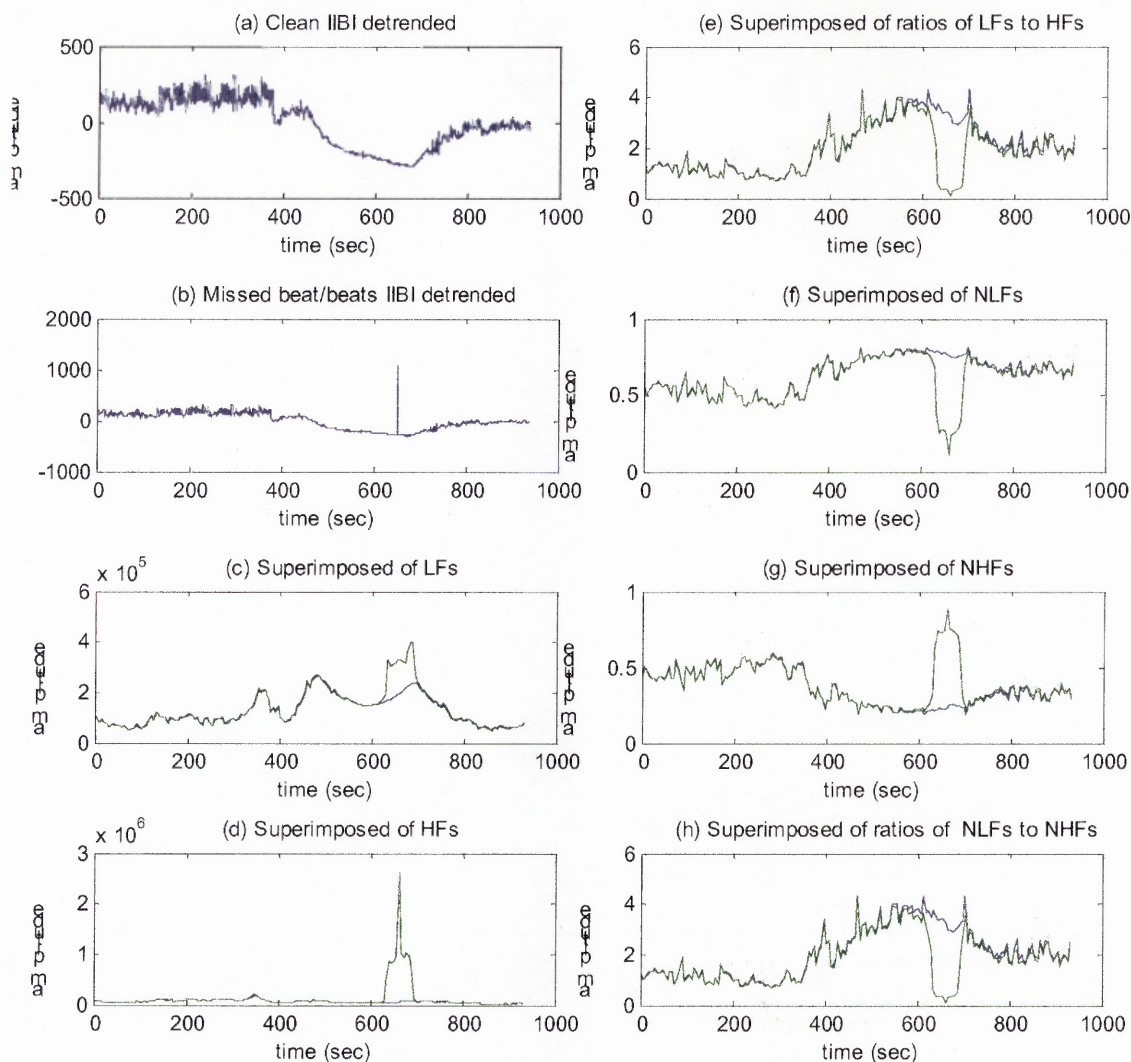 (a) Clean IIBI detrended
500
0
-500
0 200 400 600 800 1000
time (sec)
(b) Missed beat/beats IIBI detrended
2000
1000
0
-1000
0 200 400 600 800 1000
time (sec)
x 10^5
(c) Superimposed of LFs
6
4
2
0
0 200 400 600 800 1000
time (sec)
x 10^6
(d) Superimposed of HFs
3
2
1
0
0 200 400 600 800 1000
time (sec)
(e) Superimposed of ratios of LFs to HFs
6
4
2
0
0 200 400 600 800 1000
time (sec)
(f) Superimposed of NLFs
1
0.5
0
0 200 400 600 800 1000
time (sec)
(g) Superimposed of NHFs
1
0.5
0
0 200 400 600 800 1000
time (sec)
(h) Superimposed of ratios of NLFs to NHFs
6
4
2
0
0 200 400 600 800 1000
time (sec)